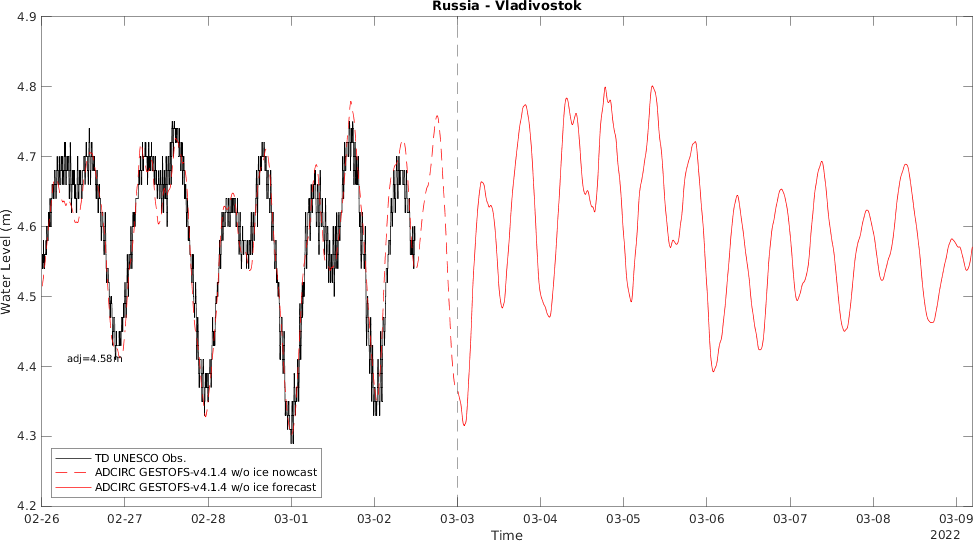 Russia - Vladivostok
4.9
4.8
4.7
4.6
4.5
4.4
4.3
4.2
Water Level (m)
adj=4.58m
TD UNESCO Obs.
ADCIRC GESTOFS-v4.1.4 w/o ice nowcast
ADCIRC GESTOFS-v4.1.4 w/o ice forecast
02-26 02-27 02-28 03-01 03-02 03-03 03-04 03-05 03-06 03-07 03-08 03-09
Time
2022